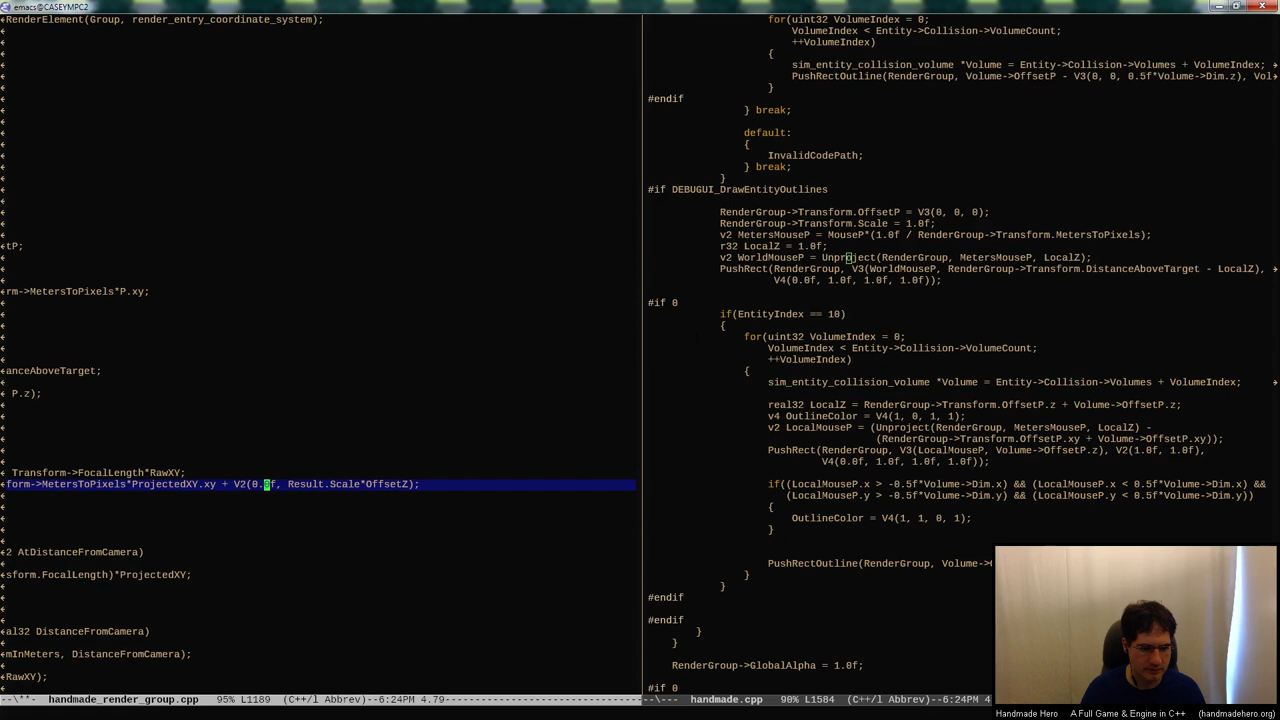 emacs@CASEYMPC2
RenderElement(Group, render_entry_coordinate_system);
tP;
rm->MetersToPixels*P.xy;
anceAboveTarget;
P.z);
Transform->FocalLength*RawXY;
form->MetersToPixels*ProjectedXY.xy + V2(0.0f, Result.Scale*OffsetZ);
2 AtDistanceFromCamera)
sform.FocalLength)*ProjectedXY;
al32 DistanceFromCamera)
mInMeters, DistanceFromCamera);
RawXY);
--\**-  handmade_render_group.cpp   95% L1189  (C++/l Abbrev)--6:24PM 4.79
for(uint32 VolumeIndex = 0;
VolumeIndex < Entity->Collision->VolumeCount;
++VolumeIndex)
{
sim_entity_collision_volume *Volume = Entity->Collision->Volumes + VolumeIndex;
PushRectOutline(RenderGroup, Volume->OffsetP - V3(0, 0, 0.5f*Volume->Dim.z), Vol
}
#endif
} break;
default:
{
InvalidCodePath;
} break;
}
#if DEBUGUI_DrawEntityOutlines
RenderGroup->Transform.OffsetP = V3(0, 0, 0);
RenderGroup->Transform.Scale = 1.0f;
v2 MetersMouseP = MouseP*(1.0f / RenderGroup->Transform.MetersToPixels);
r32 LocalZ = 1.0f;
v2 WorldMouseP = Unproject(RenderGroup, MetersMouseP, LocalZ);
PushRect(RenderGroup, V3(WorldMouseP, RenderGroup->Transform.DistanceAboveTarget - LocalZ),
V4(0.0f, 1.0f, 1.0f, 1.0f));
#if 0
if(EntityIndex == 10)
{
for(uint32 VolumeIndex = 0;
VolumeIndex < Entity->Collision->VolumeCount;
++VolumeIndex)
{
sim_entity_collision_volume *Volume = Entity->Collision->Volumes + VolumeIndex;
real32 LocalZ = RenderGroup->Transform.OffsetP.z + Volume->OffsetP.z;
v4 OutlineColor = V4(1, 0, 1, 1);
v2 LocalMouseP = (Unproject(RenderGroup, MetersMouseP, LocalZ) -
(RenderGroup->Transform.OffsetP.xy + Volume->OffsetP.xy));
PushRect(RenderGroup, V3(LocalMouseP, Volume->OffsetP.z), V2(1.0f, 1.0f),
V4(0.0f, 1.0f, 1.0f, 1.0f));
if((LocalMouseP.x > -0.5f*Volume->Dim.x) && (LocalMouseP.x < 0.5f*Volume->Dim.x) &&
(LocalMouseP.y > -0.5f*Volume->Dim.y) && (LocalMouseP.y < 0.5f*Volume->Dim.y))
{
OutlineColor = V4(1, 1, 0, 1);
}
PushRectOutline(RenderGroup, Volume->
}
}
#endif
#endif
}
}
RenderGroup->GlobalAlpha = 1.0f;
#if 0
--\---  handmade.cpp   90% L1584  (C++/l Abbrev)--6:24PM 4
Handmade Hero    A Full Game & Engine in C++    (handmadehero.org)